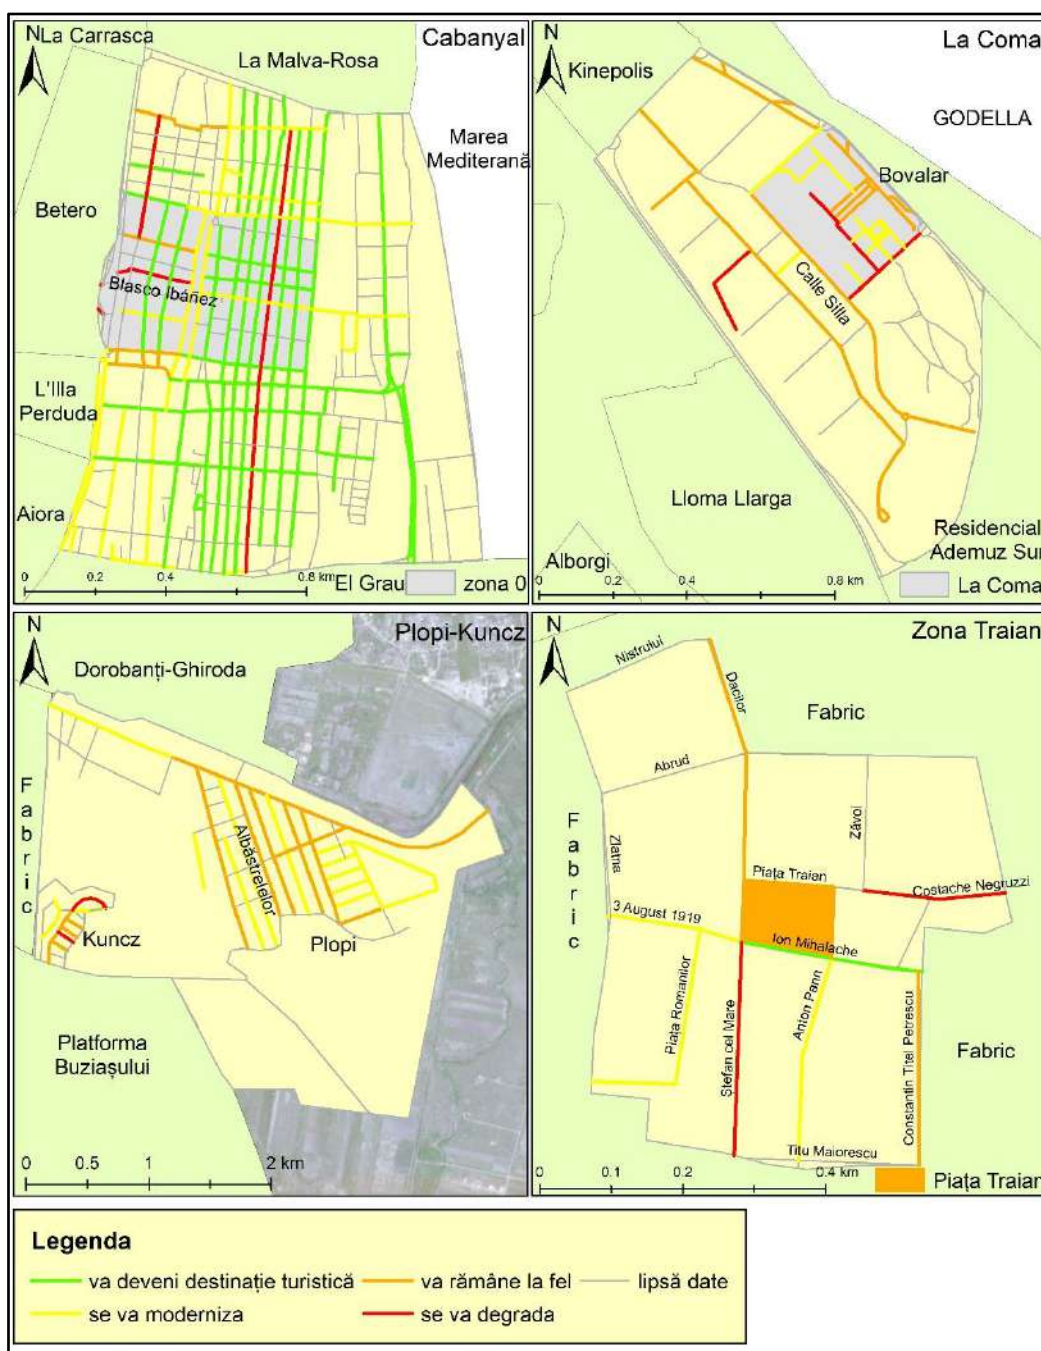 N
La Carrasca
Cabanyal
La Malva-Rosa
Marea
Mediterană
Betero
Blasco Ibáñez
L'Illa
Perduda
Aiora
0 0.2 0.4 0.8 km
El Grau
zona 0
N
La Coma
Kinepolis
GODELLA
Bovalar
Calle Silla
Lloma Llarga
Alborgi
Residencial
Ademuz Sur
0 0.2 0.4 0.8 km
La Coma
N
Plopi-Kuncz
Dorobanți-Ghiroda
Fabric
Albăstrelelor
Kuncz
Plopi
Platforma
Buziașului
0 0.5 1 2 km
N
Zona Traian
Nistrului
Dacilor
Fabric
Abrud
Zăvoi
Fabric
Zlatna
Piața Traian
Costache Negruzzi
3 August 1919
Ion Mihalache
Piața Romanilor
Ștefan cel Mare
Anton Pann
Constantin Titel Petrescu
Fabric
Titu Maiorescu
0 0.1 0.2 0.4 km
Piața Traian
Legenda
va deveni destinație turistică
va rămâne la fel
lipsă date
se va moderniza
se va degrada